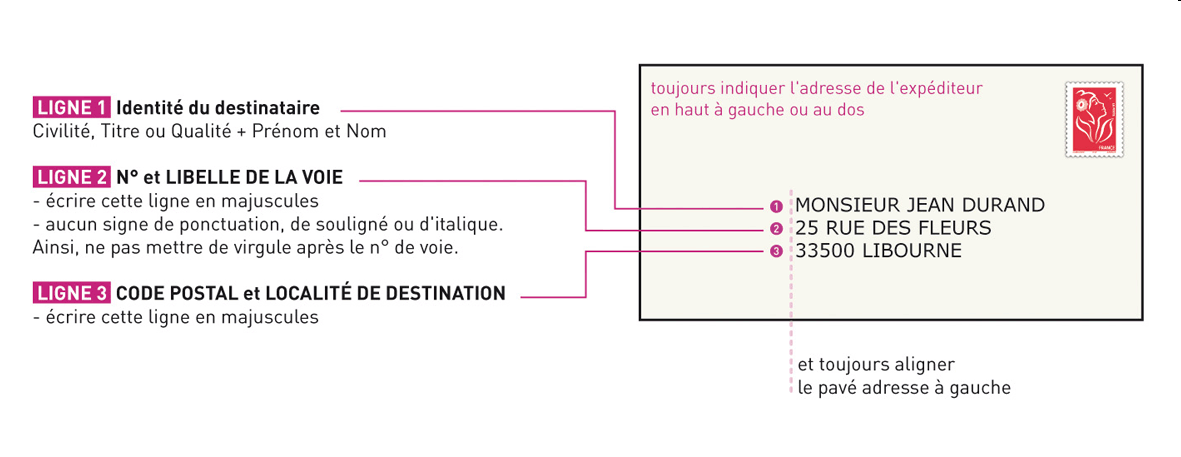 LIGNE 1 Identité du destinataire
Civilité, Titre ou Qualité + Prénom et Nom
LIGNE 2 N° et LIBELLE DE LA VOIE
- écrire cette ligne en majuscules
- aucun signe de ponctuation, de souligné ou d'italique.
Ainsi, ne pas mettre de virgule après le n° de voie.
LIGNE 3 CODE POSTAL et LOCALITÉ DE DESTINATION
- écrire cette ligne en majuscules
toujours indiquer l'adresse de l'expéditeur
en haut à gauche ou au dos
FRANCE
1 MONSIEUR JEAN DURAND
2 25 RUE DES FLEURS
3 33500 LIBOURNE
et toujours aligner
le pavé adresse à gauche